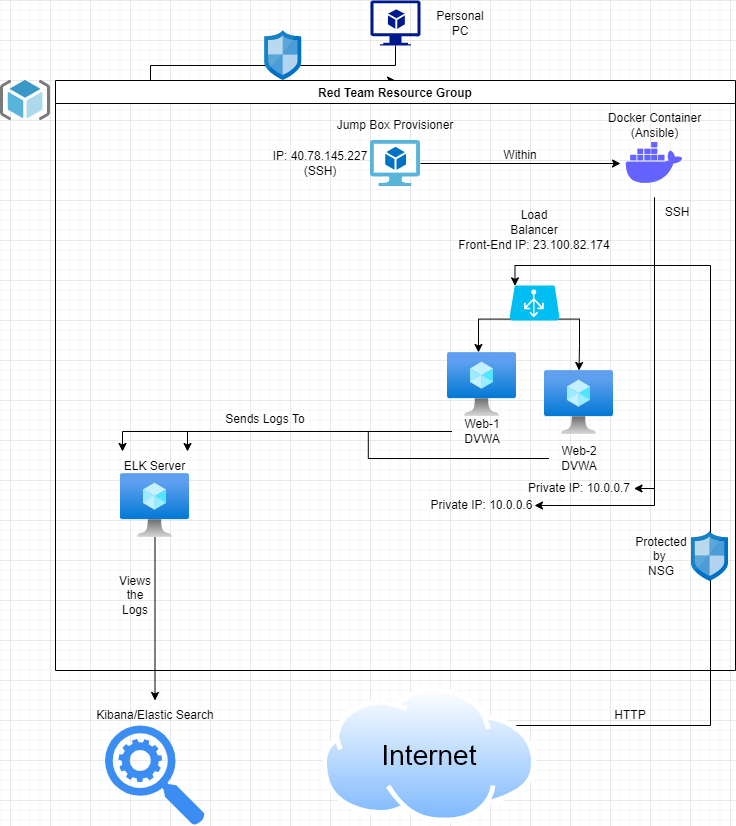 Personal
PC
Red Team Resource Group
Jump Box Provisioner
IP: 40.78.145.227
(SSH)
Within
Docker Container
(Ansible)
SSH
Load
Balancer
Front-End IP: 23.100.82.174
Web-1
DVWA
Web-2
DVWA
Sends Logs To
ELK Server
Private IP: 10.0.0.7
Private IP: 10.0.0.6
Protected
by
NSG
Views
the
Logs
Kibana/Elastic Search
HTTP
Internet